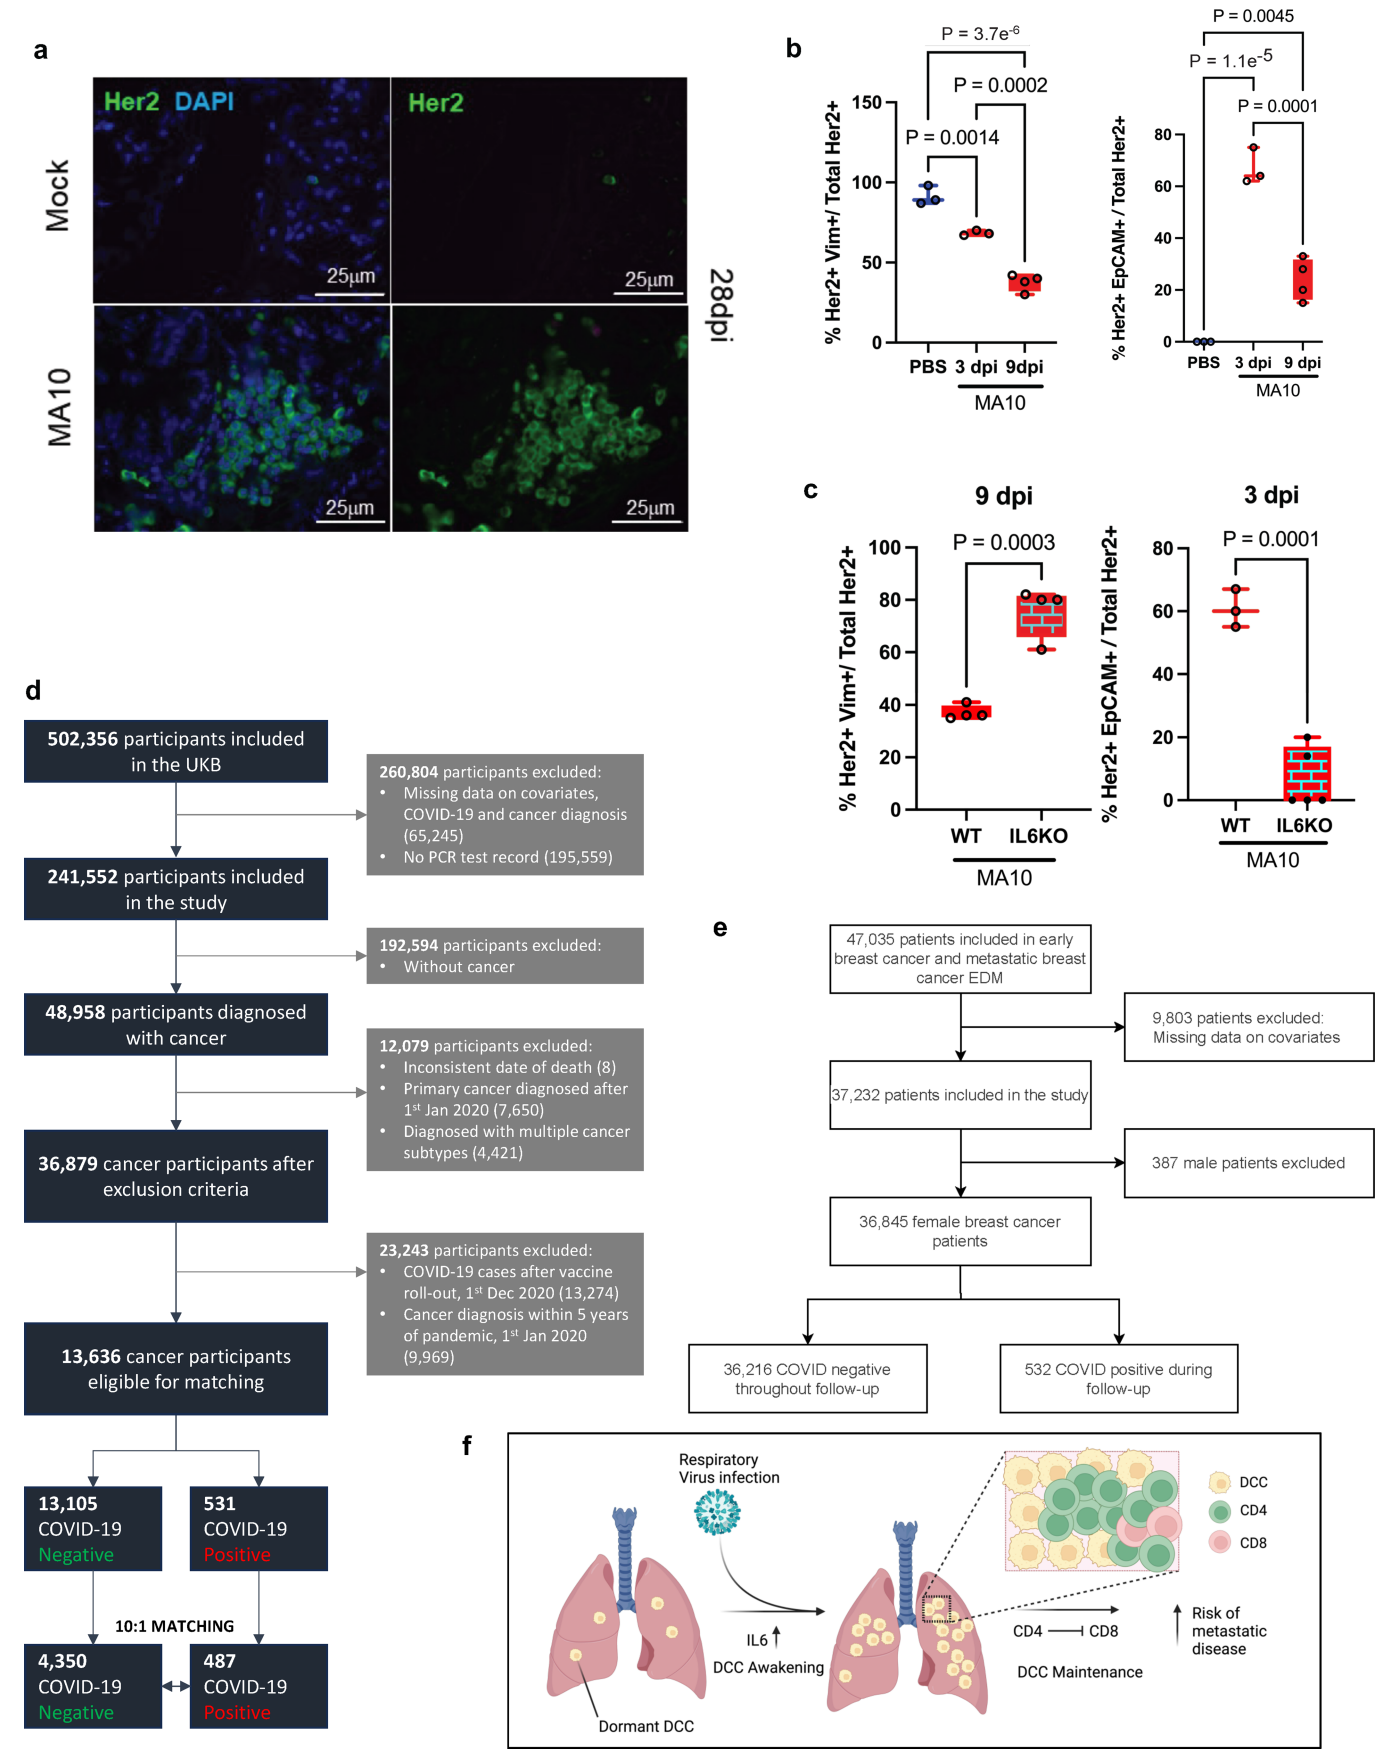 a
Her2 DAPI
Her2
Mock
25μm
25μm
MA10
25μm
25μm
28dpi
b
P = 3.7e-6
P = 0.0002
P = 0.0014
% Her2+ Vim+/ Total Her2+
150
100
50
0
PBS 3 dpi 9dpi
MA10
P = 0.0045
P = 1.1e-5
P = 0.0001
% Her2+ EpCAM+ / Total Her2+
80
60
40
20
0
PBS 3 dpi 9 dpi
MA10
c
9 dpi
P = 0.0003
% Her2+ Vim+/ Total Her2+
100
80
60
40
20
0
WT IL6KO
MA10
3 dpi
P = 0.0001
% Her2+ EpCAM+ / Total Her2+
80
60
40
20
0
WT IL6KO
MA10
d
502,356 participants included
in the UKB
260,804 participants excluded:
• Missing data on covariates,
COVID-19 and cancer diagnosis
(65,245)
• No PCR test record (195,559)
241,552 participants included
in the study
192,594 participants excluded:
• Without cancer
48,958 participants diagnosed
with cancer
12,079 participants excluded:
• Inconsistent date of death (8)
• Primary cancer diagnosed after
1st Jan 2020 (7,650)
• Diagnosed with multiple cancer
subtypes (4,421)
36,879 cancer participants after
exclusion criteria
23,243 participants excluded:
• COVID-19 cases after vaccine
roll-out, 1st Dec 2020 (13,274)
• Cancer diagnosis within 5 years
of pandemic, 1st Jan 2020
(9,969)
13,636 cancer participants
eligible for matching
13,105
COVID-19
Negative
531
COVID-19
Positive
10:1 MATCHING
4,350
COVID-19
Negative
487
COVID-19
Positive
e
47,035 patients included in early
breast cancer and metastatic breast
cancer EDM
9,803 patients excluded:
Missing data on covariates
37,232 patients included in the study
387 male patients excluded
36,845 female breast cancer
patients
36,216 COVID negative
throughout follow-up
532 COVID positive during
follow-up
f
Respiratory
Virus infection
IL6
DCC Awakening
Dormant DCC
DCC
CD4
CD8
CD4 CD8
DCC Maintenance
Risk of
metastatic
disease